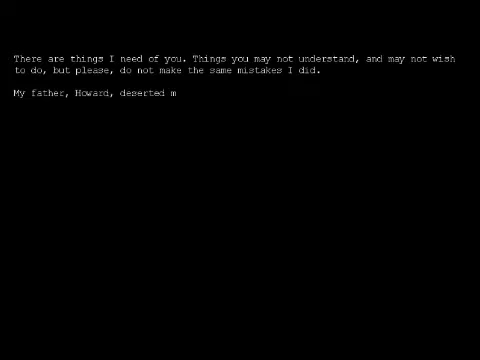 There are things I need of you. Things you may not understand, and may not wish
to do, but please, do not make the same mistakes I did.
My father, Howard, deserted m